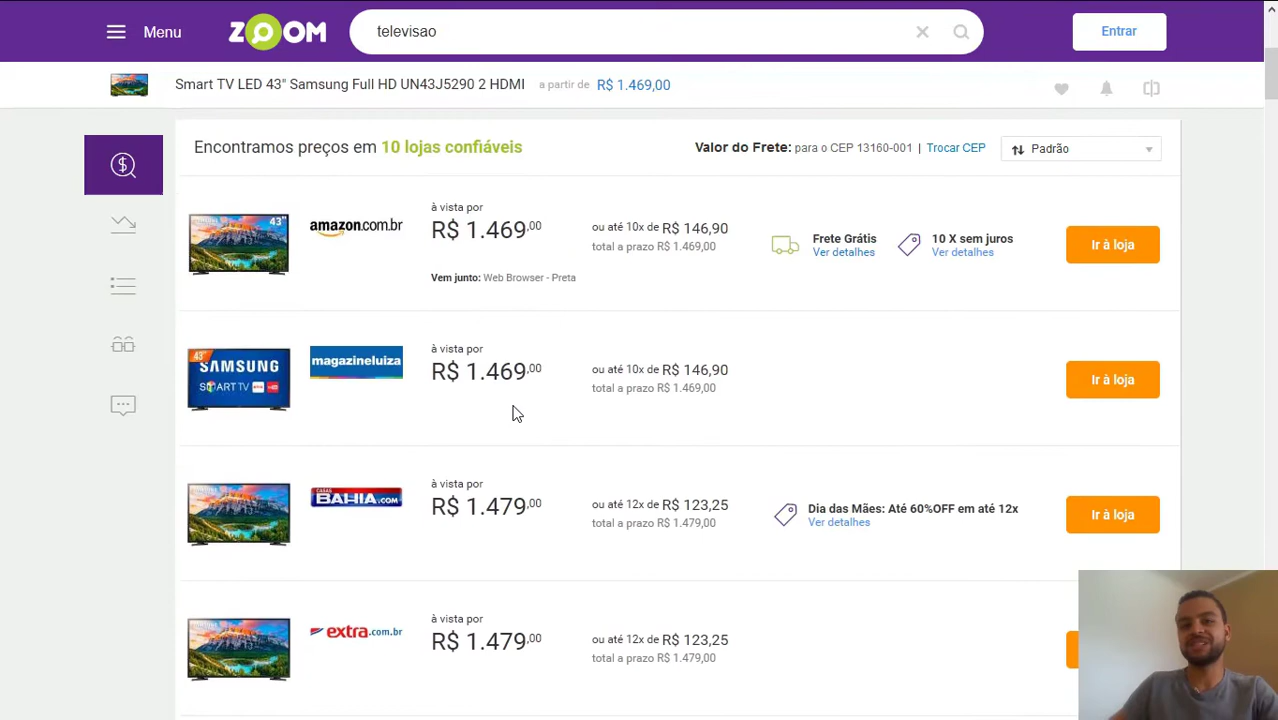 Menu
ZOOM
televisao
Entrar
Smart TV LED 43" Samsung Full HD UN43J5290 2 HDMI a partir de R$ 1.469,00
Encontramos preços em 10 lojas confiáveis
Valor do Frete: para o CEP 13160-001 | Trocar CEP
Padrão
43"
amazon.com.br
à vista por
R$ 1.469,00
Vem junto: Web Browser - Preta
ou até 10x de R$ 146,90
total a prazo R$ 1.469,00
Frete Grátis
Ver detalhes
10 X sem juros
Ver detalhes
Ir à loja
43"
SAMSUNG
SMART TV
magazineluiza
à vista por
R$ 1.469,00
ou até 10x de R$ 146,90
total a prazo R$ 1.469,00
Ir à loja
CASAS
BAHIA.COM
à vista por
R$ 1.479,00
ou até 12x de R$ 123,25
total a prazo R$ 1.479,00
Dia das Mães: Até 60%OFF em até 12x
Ver detalhes
Ir à loja
extra.com.br
à vista por
R$ 1.479,00
ou até 12x de R$ 123,25
total a prazo R$ 1.479,00